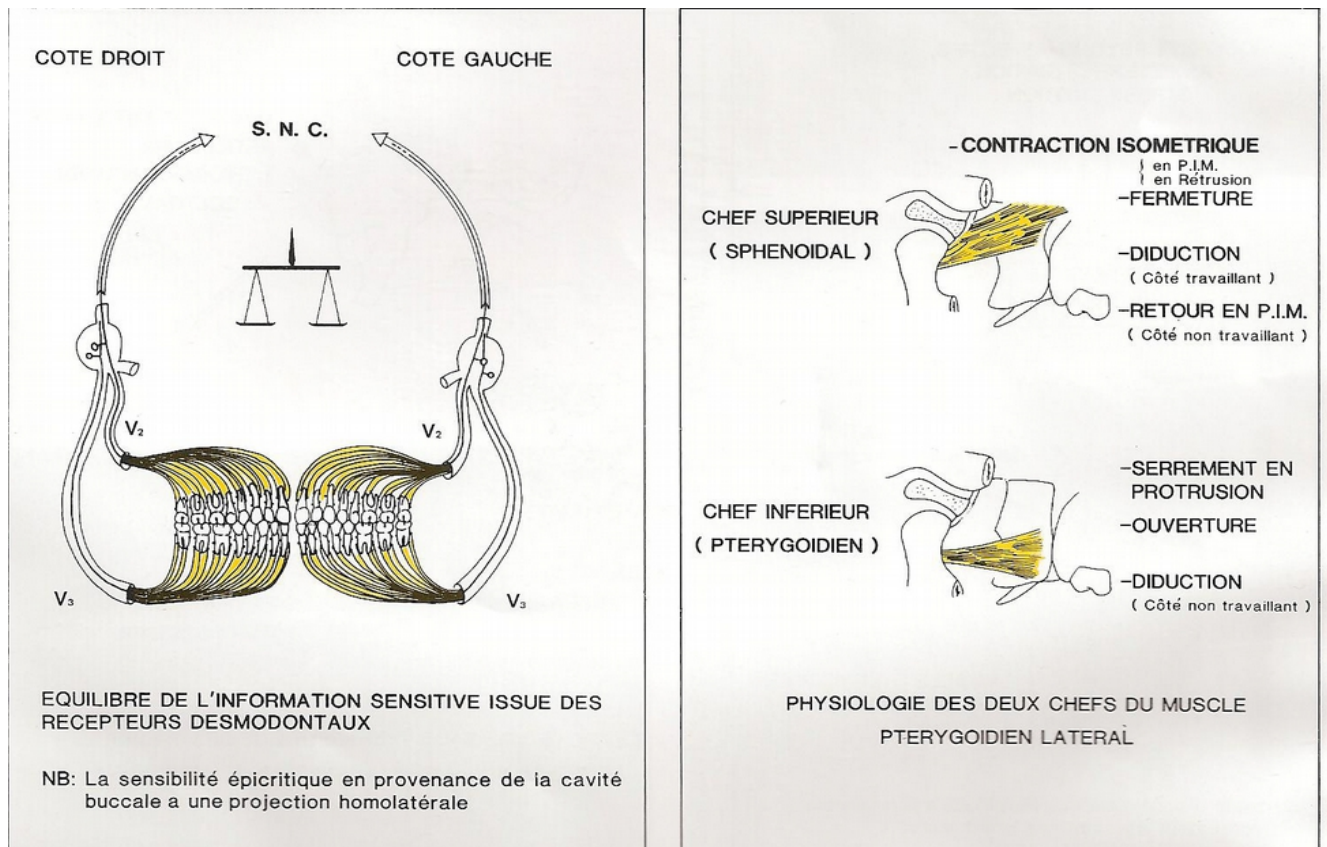 COTE DROIT
COTE GAUCHE
S. N. C.
V2
V2
V3
V3
EQUILIBRE DE L'INFORMATION SENSITIVE ISSUE DES
RECEPTEURS DESMODONTAUX
NB: La sensibilité épicritique en provenance de la cavité
buccale a une projection homolatérale
-CONTRACTION ISOMETRIQUE
en P.I.M.
en Rétrusion
CHEF SUPERIEUR
( SPHENOIDAL )
-FERMETURE
-DIDUCTION
( Côté travaillant )
-RETOUR EN P.I.M.
( Côté non travaillant )
CHEF INFERIEUR
( PTERYGOIDIEN )
-SERREMENT EN
PROTRUSION
-OUVERTURE
-DIDUCTION
( Côté non travaillant )
PHYSIOLOGIE DES DEUX CHEFS DU MUSCLE
PTERYGOIDIEN LATERAL